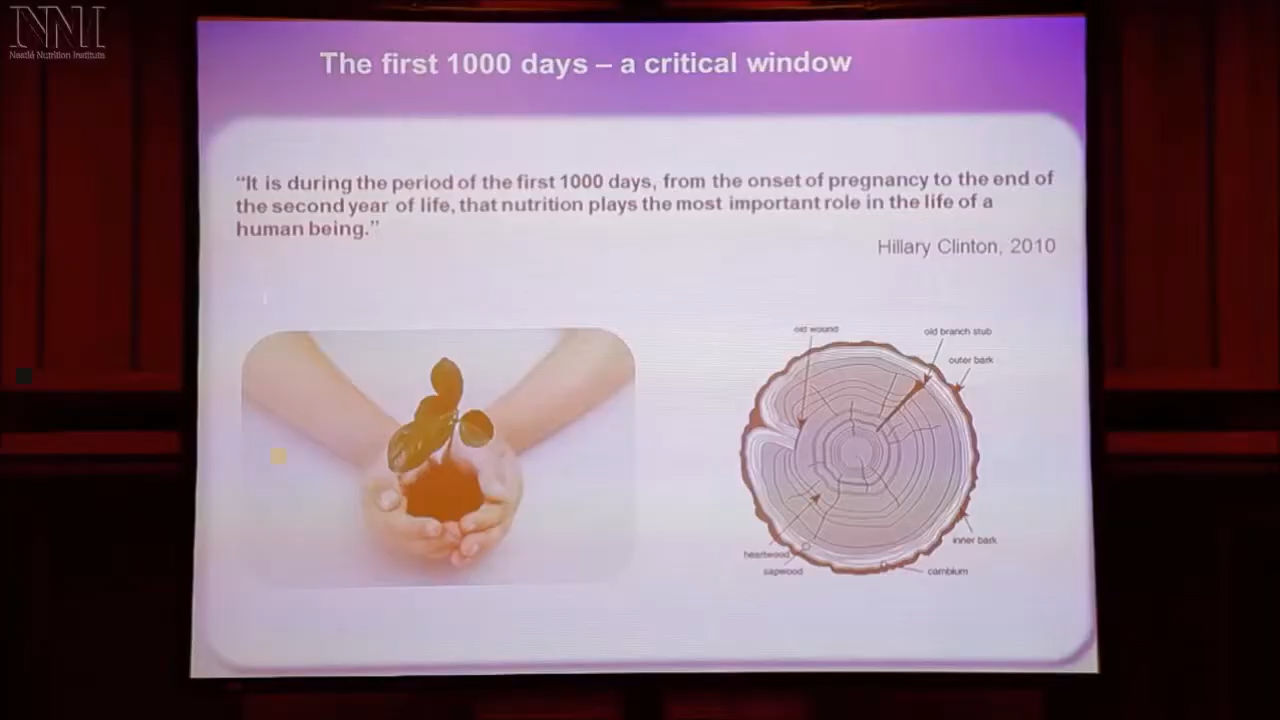 NNI
Nestlé Nutrition Institute
The first 1000 days – a critical window
“It is during the period of the first 1000 days, from the onset of pregnancy to the end of
the second year of life, that nutrition plays the most important role in the life of a
human being.”
Hillary Clinton, 2010
old wound
old branch stub
outer bark
inner bark
heartwood
sapwood
cambium